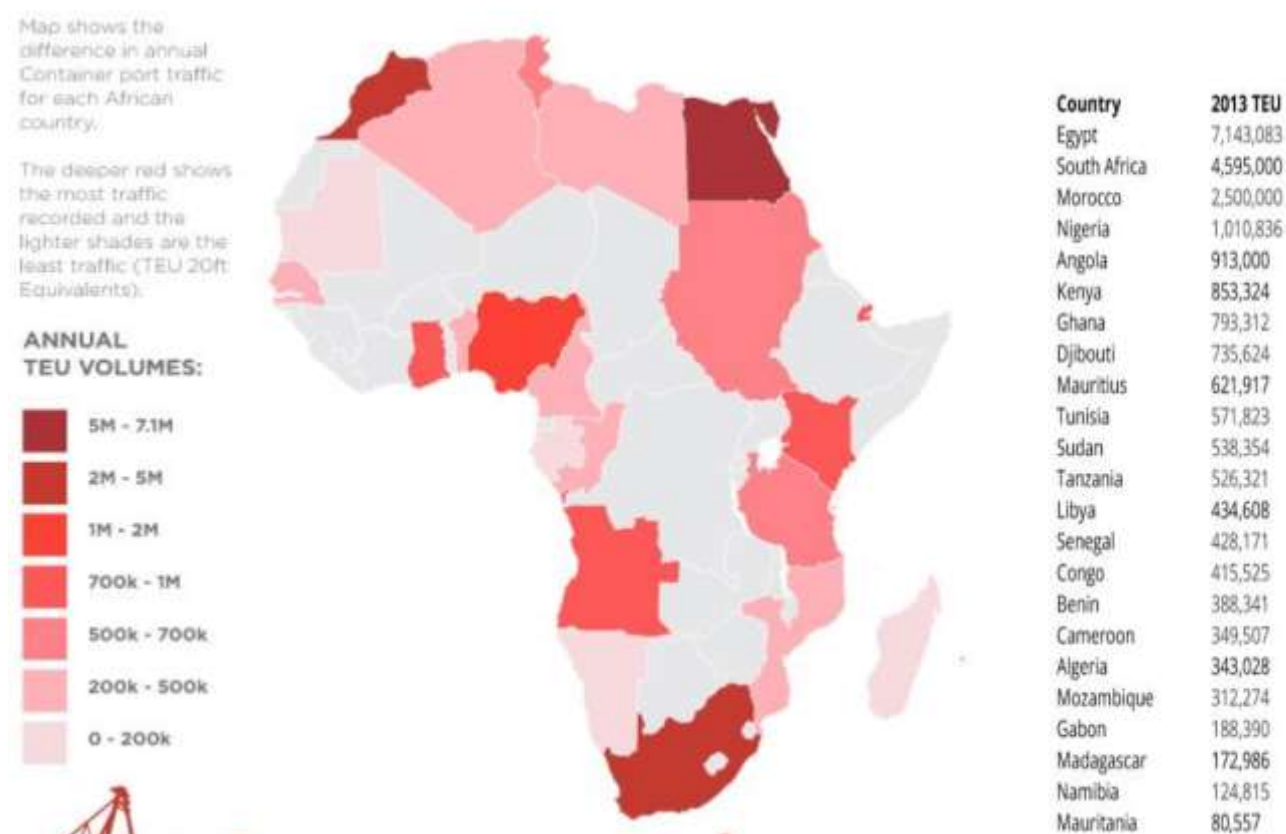 Map shows the
difference in annual
Container port traffic
for each African
country.
The deeper red shows
the most traffic
recorded and the
lighter shades are the
least traffic (TEU 20ft
Equivalents).
ANNUAL
TEU VOLUMES:
5M - 7.1M
2M - 5M
1M - 2M
700k - 1M
500k - 700k
200k - 500k
0 - 200k
Country 2013 TEU
Egypt 7,143,083
South Africa 4,595,000
Morocco 2,500,000
Nigeria 1,010,836
Angola 913,000
Kenya 853,324
Ghana 793,312
Djibouti 735,624
Mauritius 621,917
Tunisia 571,823
Sudan 538,354
Tanzania 526,321
Libya 434,608
Senegal 428,171
Congo 415,525
Benin 388,341
Cameroon 349,507
Algeria 343,028
Mozambique 312,274
Gabon 188,390
Madagascar 172,986
Namibia 124,815
Mauritania 80,557